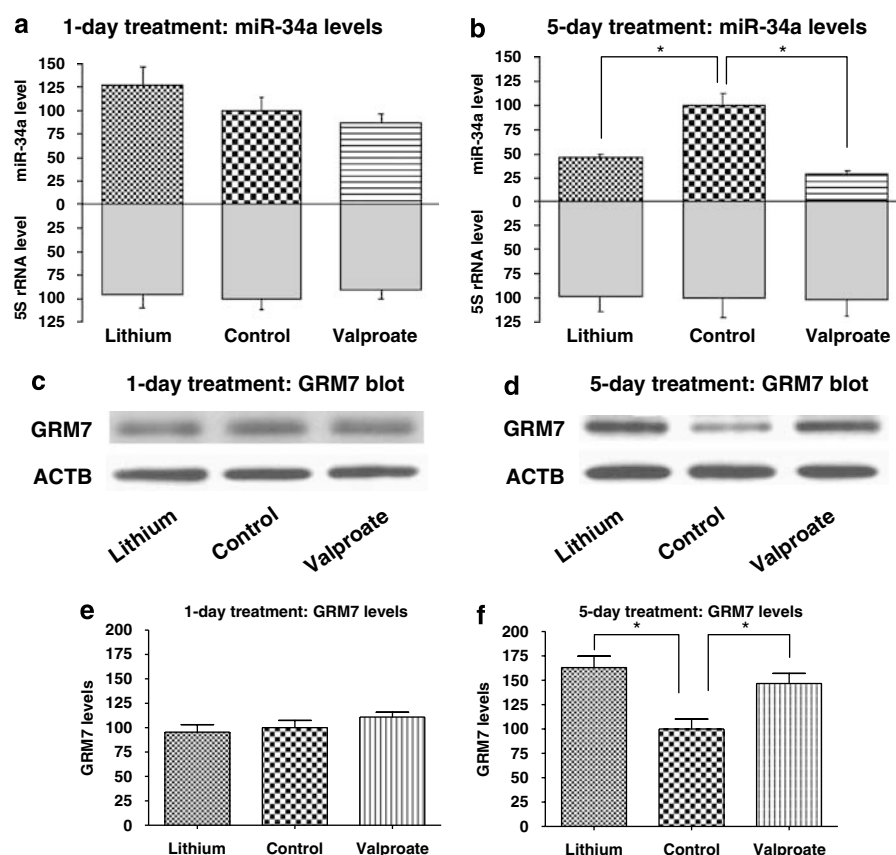 a 1-day treatment: miR-34a levels
miR-34a level
150
125
100
75
50
25
0
5S rRNA level
25
50
75
100
125
Lithium Control Valproate
b 5-day treatment: miR-34a levels
* *
miR-34a level
150
125
100
75
50
25
0
5S rRNA level
25
50
75
100
125
Lithium Control Valproate
c 1-day treatment: GRM7 blot
GRM7
ACTB
Lithium Control Valproate
d 5-day treatment: GRM7 blot
GRM7
ACTB
Lithium Control Valproate
e 1-day treatment: GRM7 levels
GRM7 levels
200
175
150
125
100
75
50
25
0
Lithium Control Valproate
f 5-day treatment: GRM7 levels
* *
GRM7 levels
200
175
150
125
100
75
50
25
0
Lithium Control Valproate